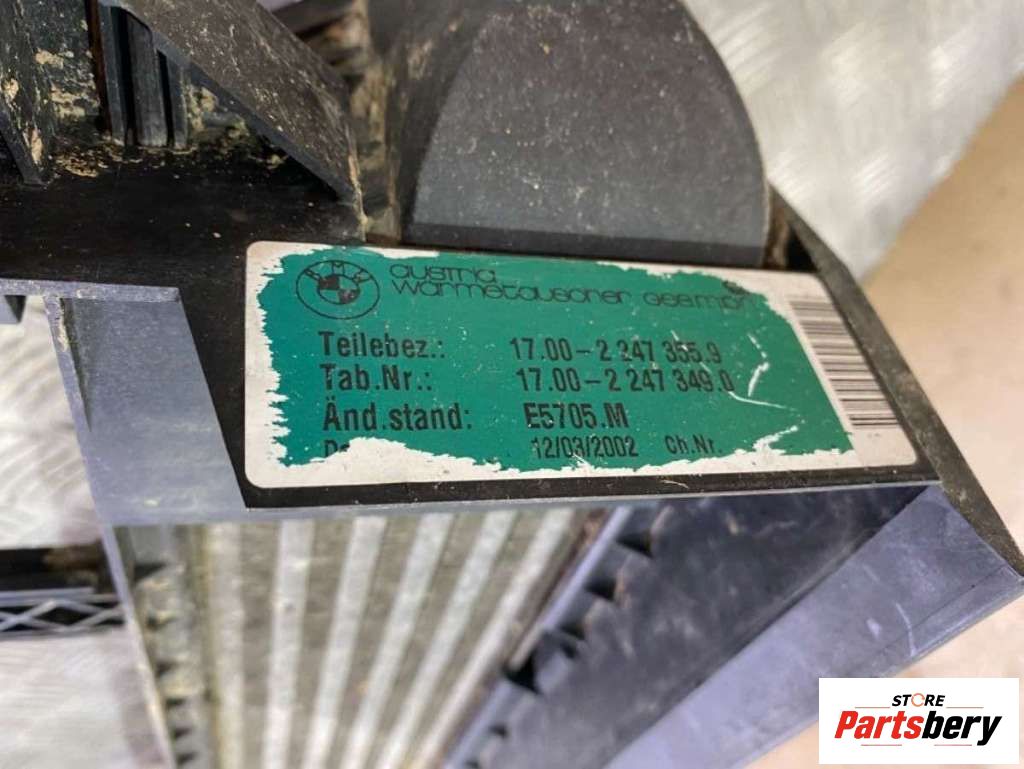 BMW
austria
wärmetauscher gesmbh
Teilebez.: 17.00-2 247 355.9
Tab.Nr.: 17.00-2 247 349.0
Änd.stand: E5705.M
12/03/2002 Ch.Nr.
STORE
Partsbery